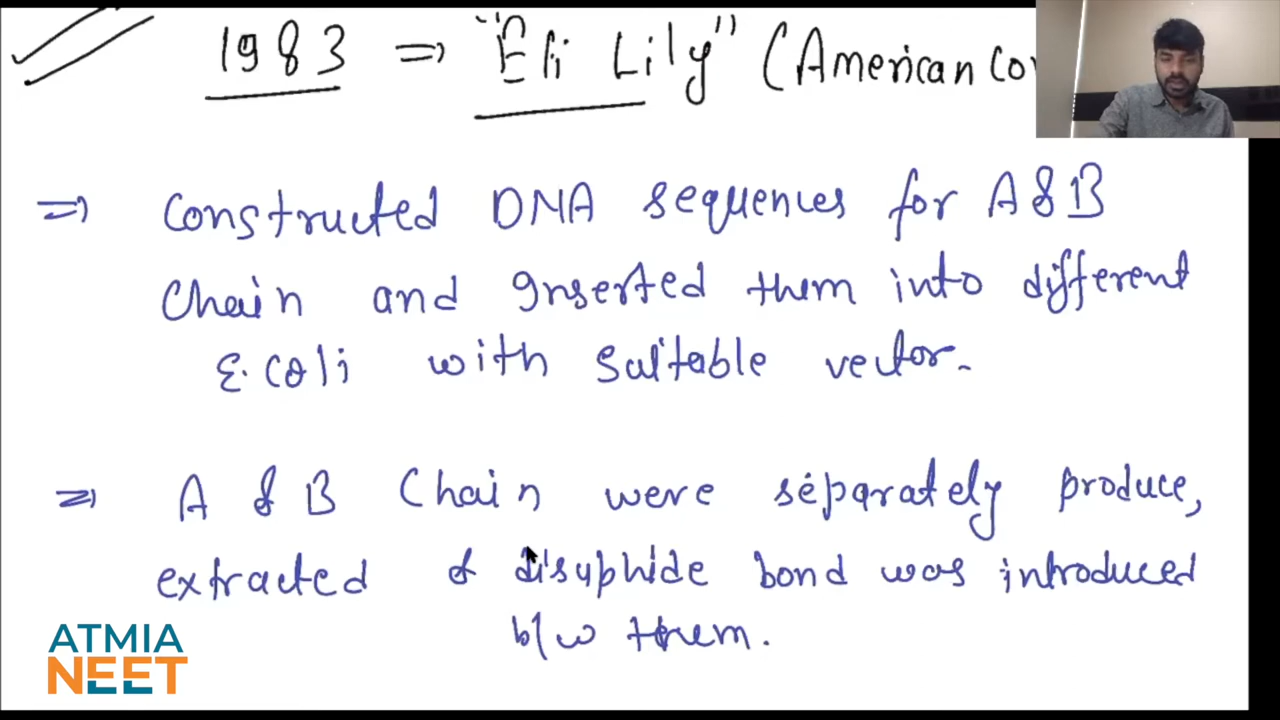 1983 => "Eli Lily" (American Co
=> Constructed DNA sequences for A & B
Chain and Inserted them into different
E. Coli with Suitable vector.
=> A & B Chain were separately produce,
extracted & disuphide bond was introduced
b/w them.
ATMIA
NEET